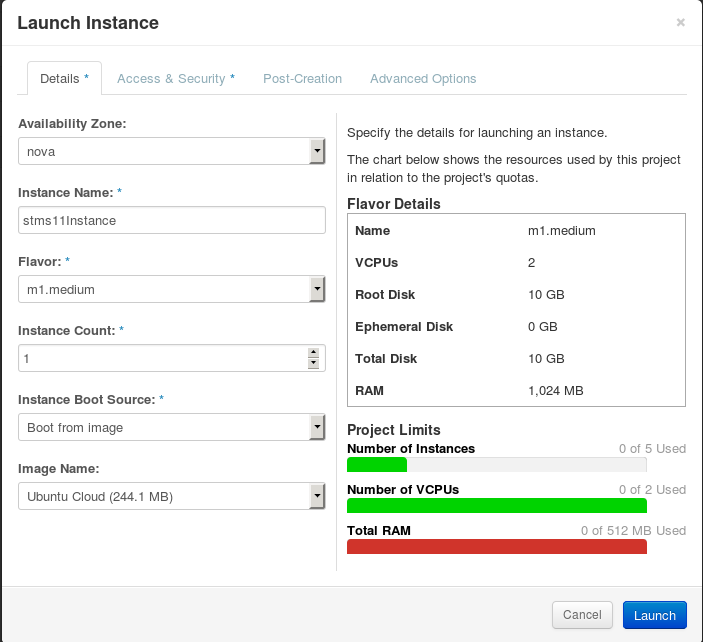 Launch Instance
×
Details * Access & Security * Post-Creation Advanced Options
Availability Zone:
nova
Instance Name: *
stms11Instance
Flavor: *
m1.medium
Instance Count: *
1
Instance Boot Source: *
Boot from image
Image Name:
Ubuntu Cloud (244.1 MB)
Specify the details for launching an instance.
The chart below shows the resources used by this project
in relation to the project's quotas.
Flavor Details
Name m1.medium
VCPUs 2
Root Disk 10 GB
Ephemeral Disk 0 GB
Total Disk 10 GB
RAM 1,024 MB
Project Limits
Number of Instances 0 of 5 Used
Number of VCPUs 0 of 2 Used
Total RAM 0 of 512 MB Used
Cancel Launch